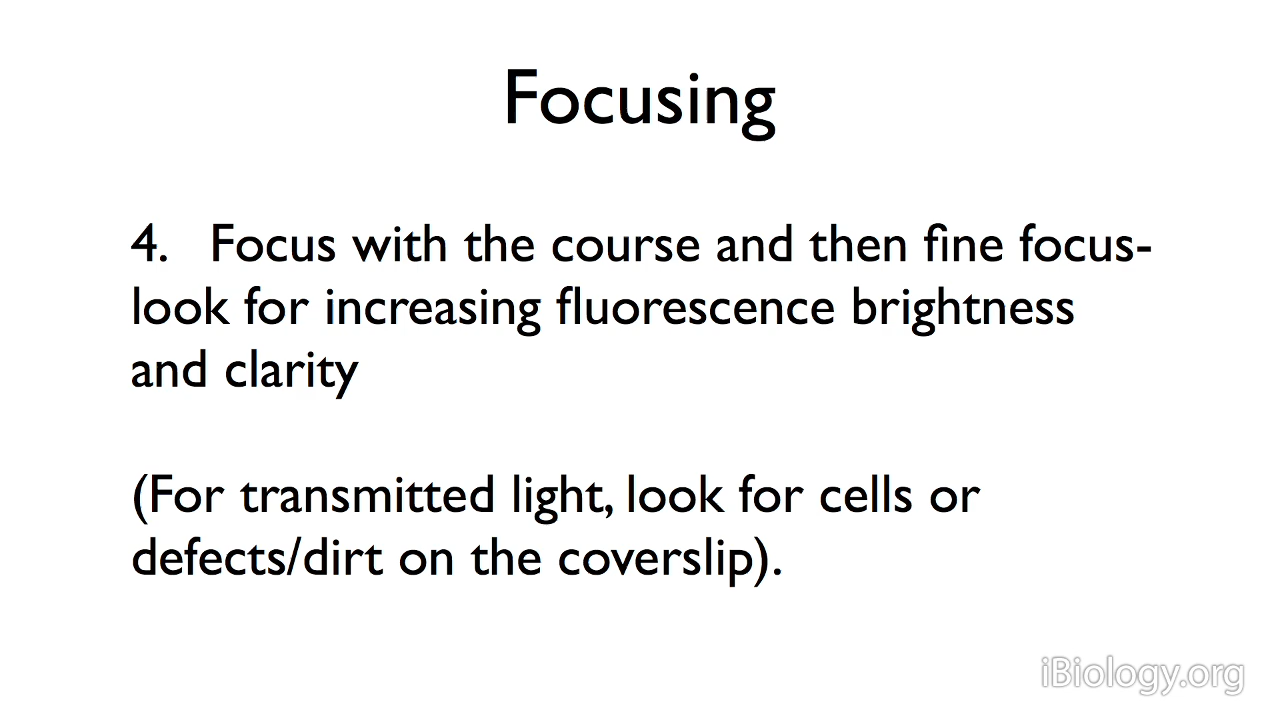 Focusing
4. Focus with the course and then fine focus-
look for increasing fluorescence brightness
and clarity
(For transmitted light, look for cells or
defects/dirt on the coverslip).
iBiology.org